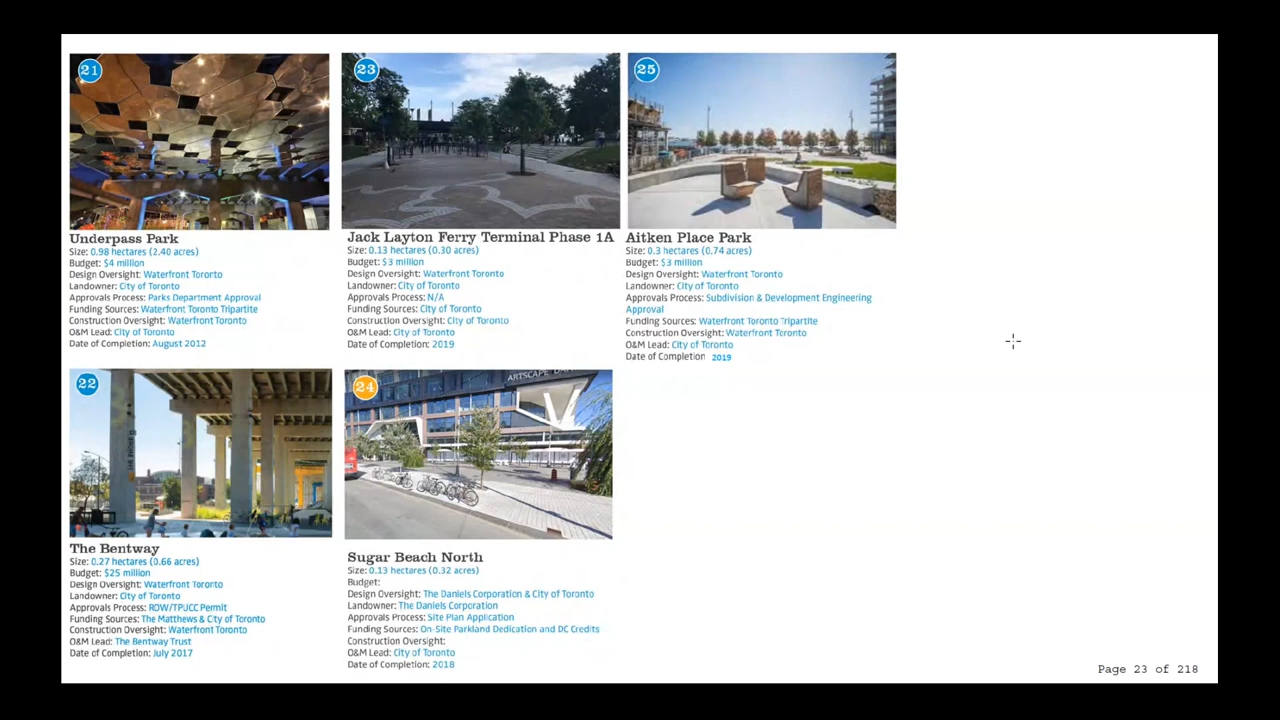 21
Underpass Park
Size: 0.98 hectares (2.40 acres)
Budget: $4 million
Design Oversight: Waterfront Toronto
Landowner: City of Toronto
Approvals Process: Parks Department Approval
Funding Sources: Waterfront Toronto Tripartite
Construction Oversight: Waterfront Toronto
O&M Lead: City of Toronto
Date of Completion: August 2012
22
The Bentway
Size: 0.27 hectares (0.66 acres)
Budget: $25 million
Design Oversight: Waterfront Toronto
Landowner: City of Toronto
Approvals Process: ROW/TPUCC Permit
Funding Sources: The Matthews & City of Toronto
Construction Oversight: Waterfront Toronto
O&M Lead: The Bentway Trust
Date of Completion: July 2017
23
Jack Layton Ferry Terminal Phase 1A
Size: 0.13 hectares (0.30 acres)
Budget: $3 million
Design Oversight: Waterfront Toronto
Landowner: City of Toronto
Approvals Process: N/A
Funding Sources: City of Toronto
Construction Oversight: City of Toronto
O&M Lead: City of Toronto
Date of Completion: 2019
24
ARTSCAPE
Sugar Beach North
Size: 0.13 hectares (0.32 acres)
Budget:
Design Oversight: The Daniels Corporation & City of Toronto
Landowner: The Daniels Corporation
Approvals Process: Site Plan Application
Funding Sources: On-Site Parkland Dedication and DC Credits
Construction Oversight:
O&M Lead: City of Toronto
Date of Completion: 2018
25
Aitken Place Park
Size: 0.3 hectares (0.74 acres)
Budget: $3 million
Design Oversight: Waterfront Toronto
Landowner: City of Toronto
Approvals Process: Subdivision & Development Engineering
Approval
Funding Sources: Waterfront Toronto Tripartite
Construction Oversight: Waterfront Toronto
O&M Lead: City of Toronto
Date of Completion 2019
Page 23 of 218